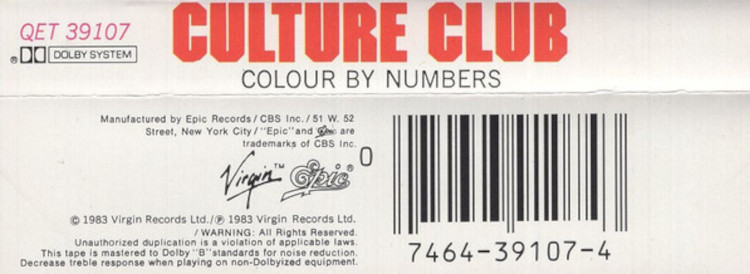 QET 39107
CULTURE CLUB
DOLBY SYSTEM
COLOUR BY NUMBERS
Manufactured by Epic Records/CBS Inc./51 W. 52
Street, New York City/"Epic" and Epic are
trademarks of CBS Inc.
Virgin™ Epic®
0
7464-39107-4
© 1983 Virgin Records Ltd./℗ 1983 Virgin Records Ltd.
/WARNING: All Rights Reserved.
Unauthorized duplication is a violation of applicable laws.
This tape is mastered to Dolby "B" standards for noise reduction.
Decrease treble response when playing on non-Dolbyized equipment.